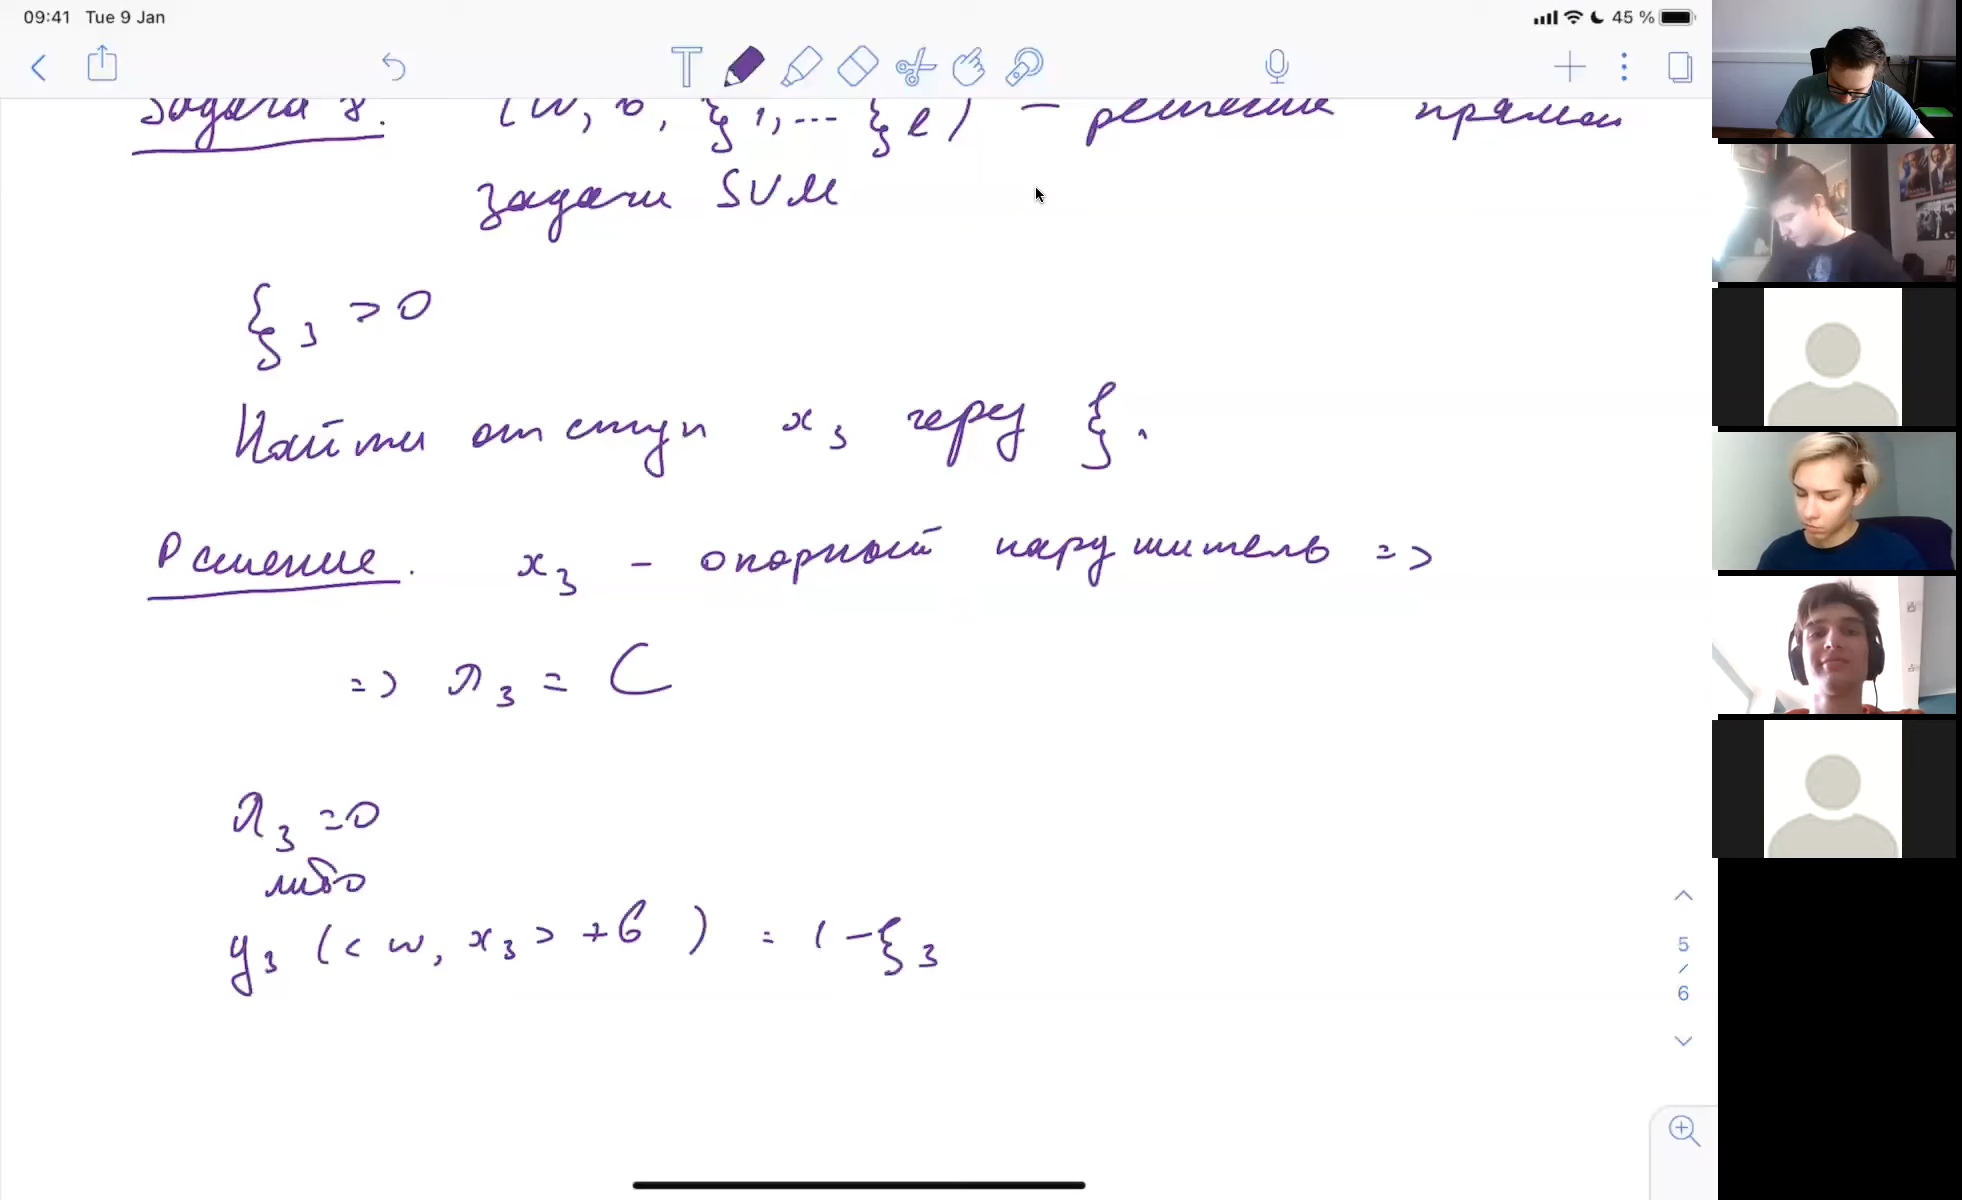 09:41 Tue 9 Jan 45 %
T
Задача 8. (w, b, ξ1, ... ξℓ) — решение прямой
задачи SVM
ξ3 > 0
Найти отступ x3 через ξ.
Решение. x3 - опорный нарушитель =>
=> λ3 = C
λ3 = 0
либо
y3 (< w, x3 > + b) = 1 - ξ3
5
/
6